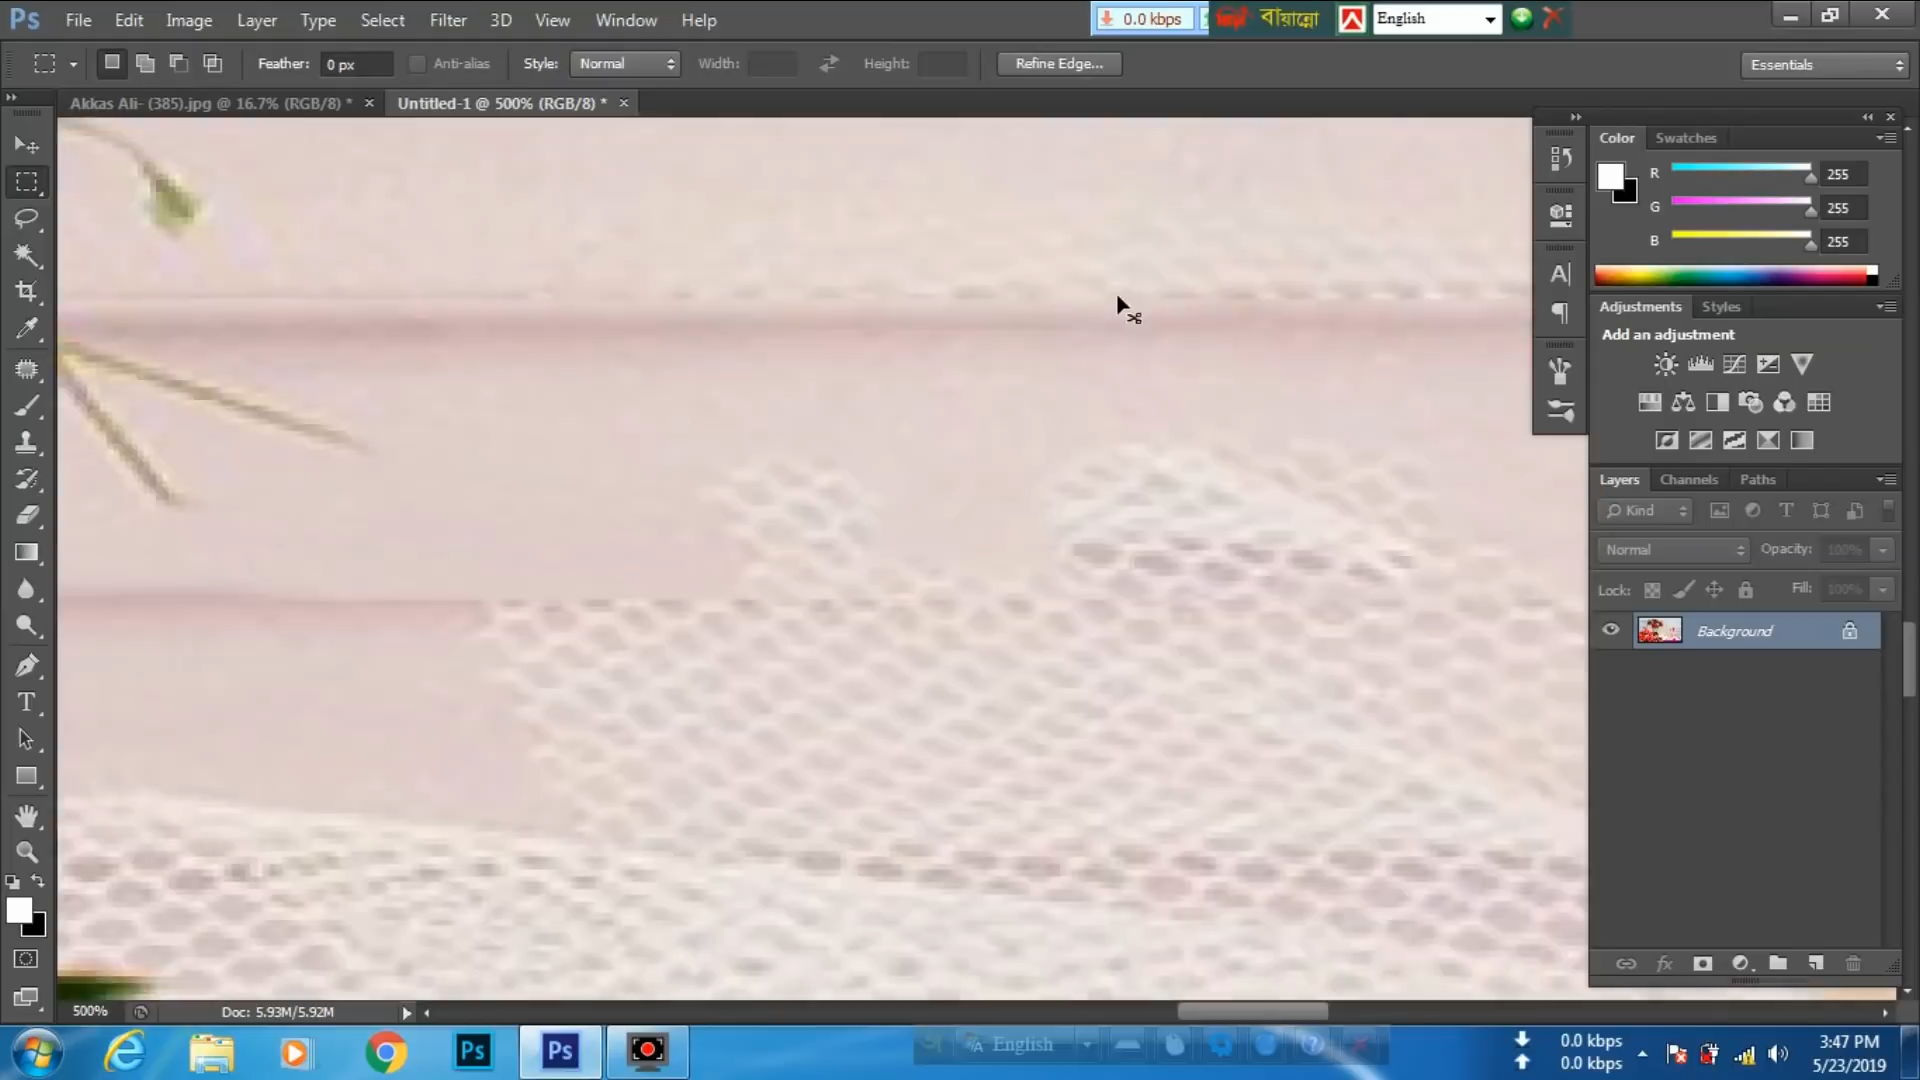 Ps File Edit Image Layer Type Select Filter 3D View Window Help
0.0 kbps
বায়ান্নো
English
Feather: 0 px Anti-alias Style: Normal Width: Height: Refine Edge...
Essentials
Akkas Ali- (385).jpg @ 16.7% (RGB/8) * × Untitled-1 @ 500% (RGB/8) * ×
Color Swatches
R 255
G 255
B 255
Adjustments Styles
Add an adjustment
Layers Channels Paths
Kind
Normal Opacity: 100%
Lock: Fill: 100%
Background
fx
500% Doc: 5.93M/5.92M
Ps Ps
English
0.0 kbps
0.0 kbps
3:47 PM
5/23/2019